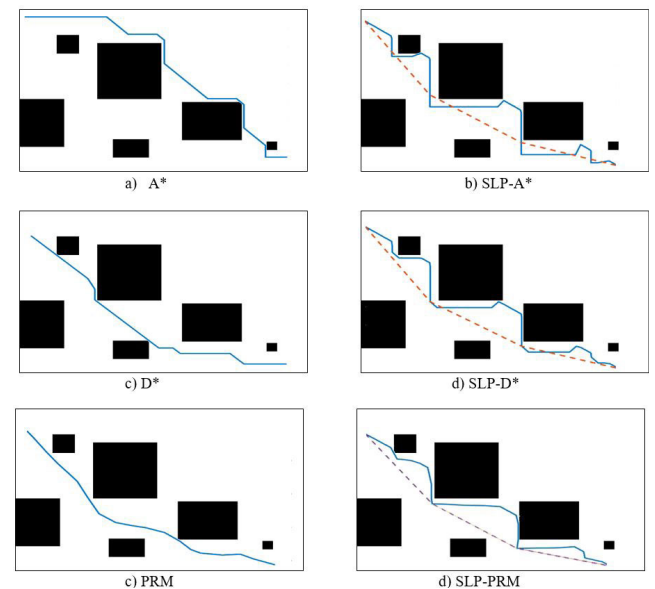 a) A*
b) SLP-A*
c) D*
d) SLP-D*
c) PRM
d) SLP-PRM